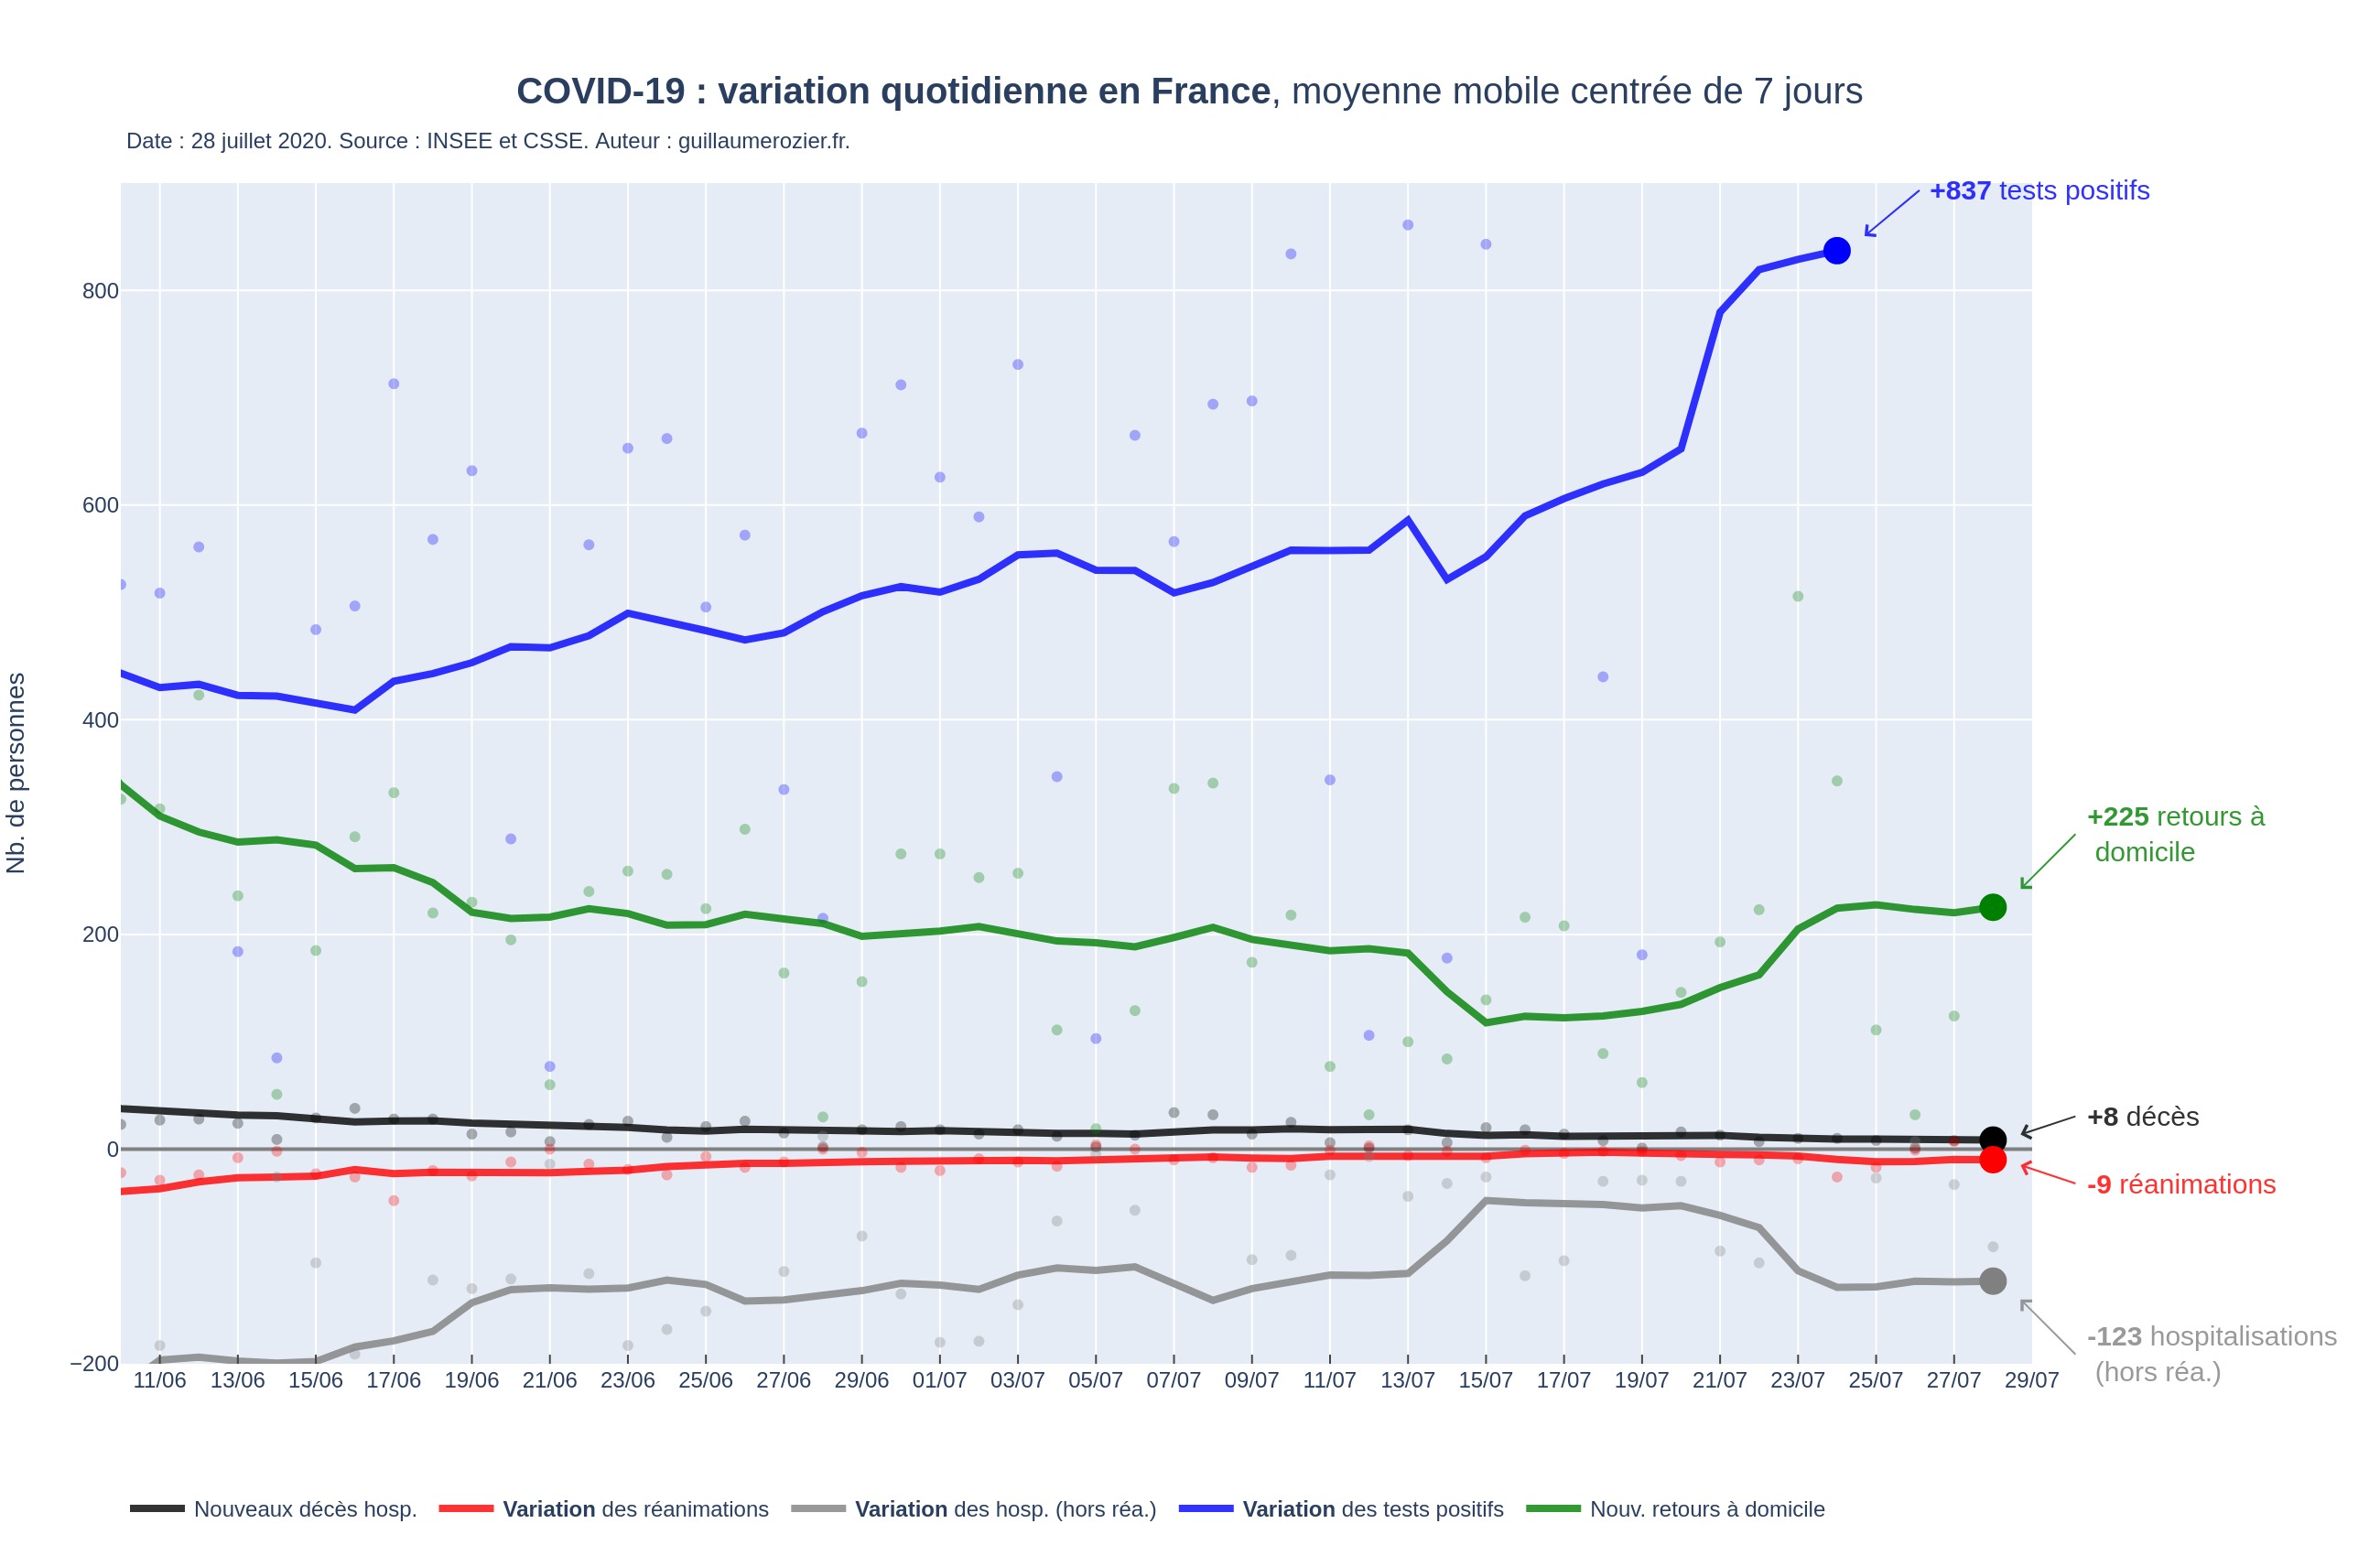 COVID-19 : variation quotidienne en France, moyenne mobile centrée de 7 jours
Date : 28 juillet 2020. Source : INSEE et CSSE. Auteur : guillaumerozier.fr.
+837 tests positifs
800
600
400
200
0
−200
Nb. de personnes
+225 retours à
domicile
+8 décès
-9 réanimations
-123 hospitalisations
(hors réa.)
11/06 13/06 15/06 17/06 19/06 21/06 23/06 25/06 27/06 29/06 01/07 03/07 05/07 07/07 09/07 11/07 13/07 15/07 17/07 19/07 21/07 23/07 25/07 27/07 29/07
Nouveaux décès hosp. Variation des réanimations Variation des hosp. (hors réa.) Variation des tests positifs Nouv. retours à domicile